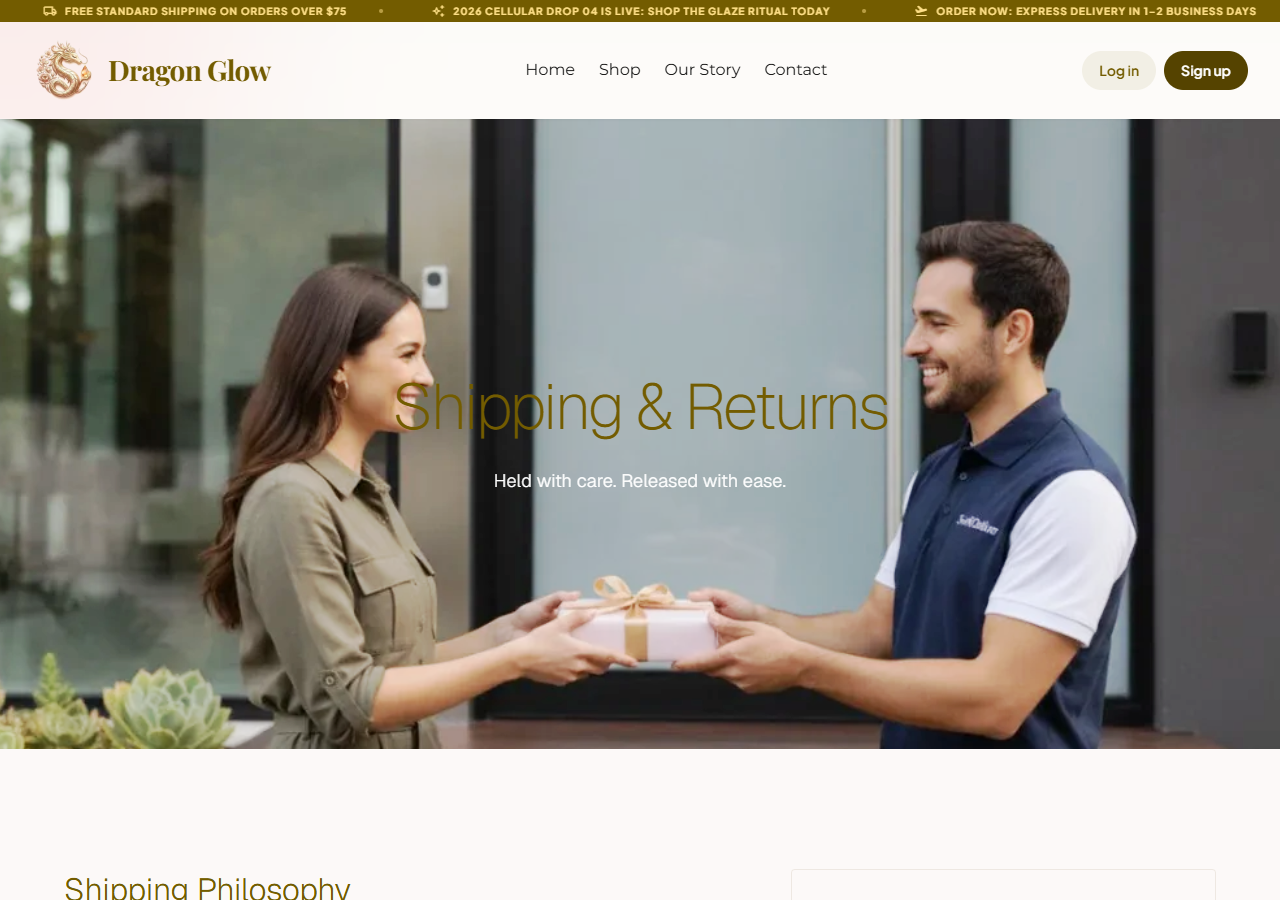 FREE STANDARD SHIPPING ON ORDERS OVER $75 • 2026 CELLULAR DROP 04 IS LIVE: SHOP THE GLAZE RITUAL TODAY • ORDER NOW: EXPRESS DELIVERY IN 1–2 BUSINESS DAYS
Dragon Glow Home Shop Our Story Contact Log in Sign up
Shipping & Returns
Held with care. Released with ease.
Shipping Philosophy